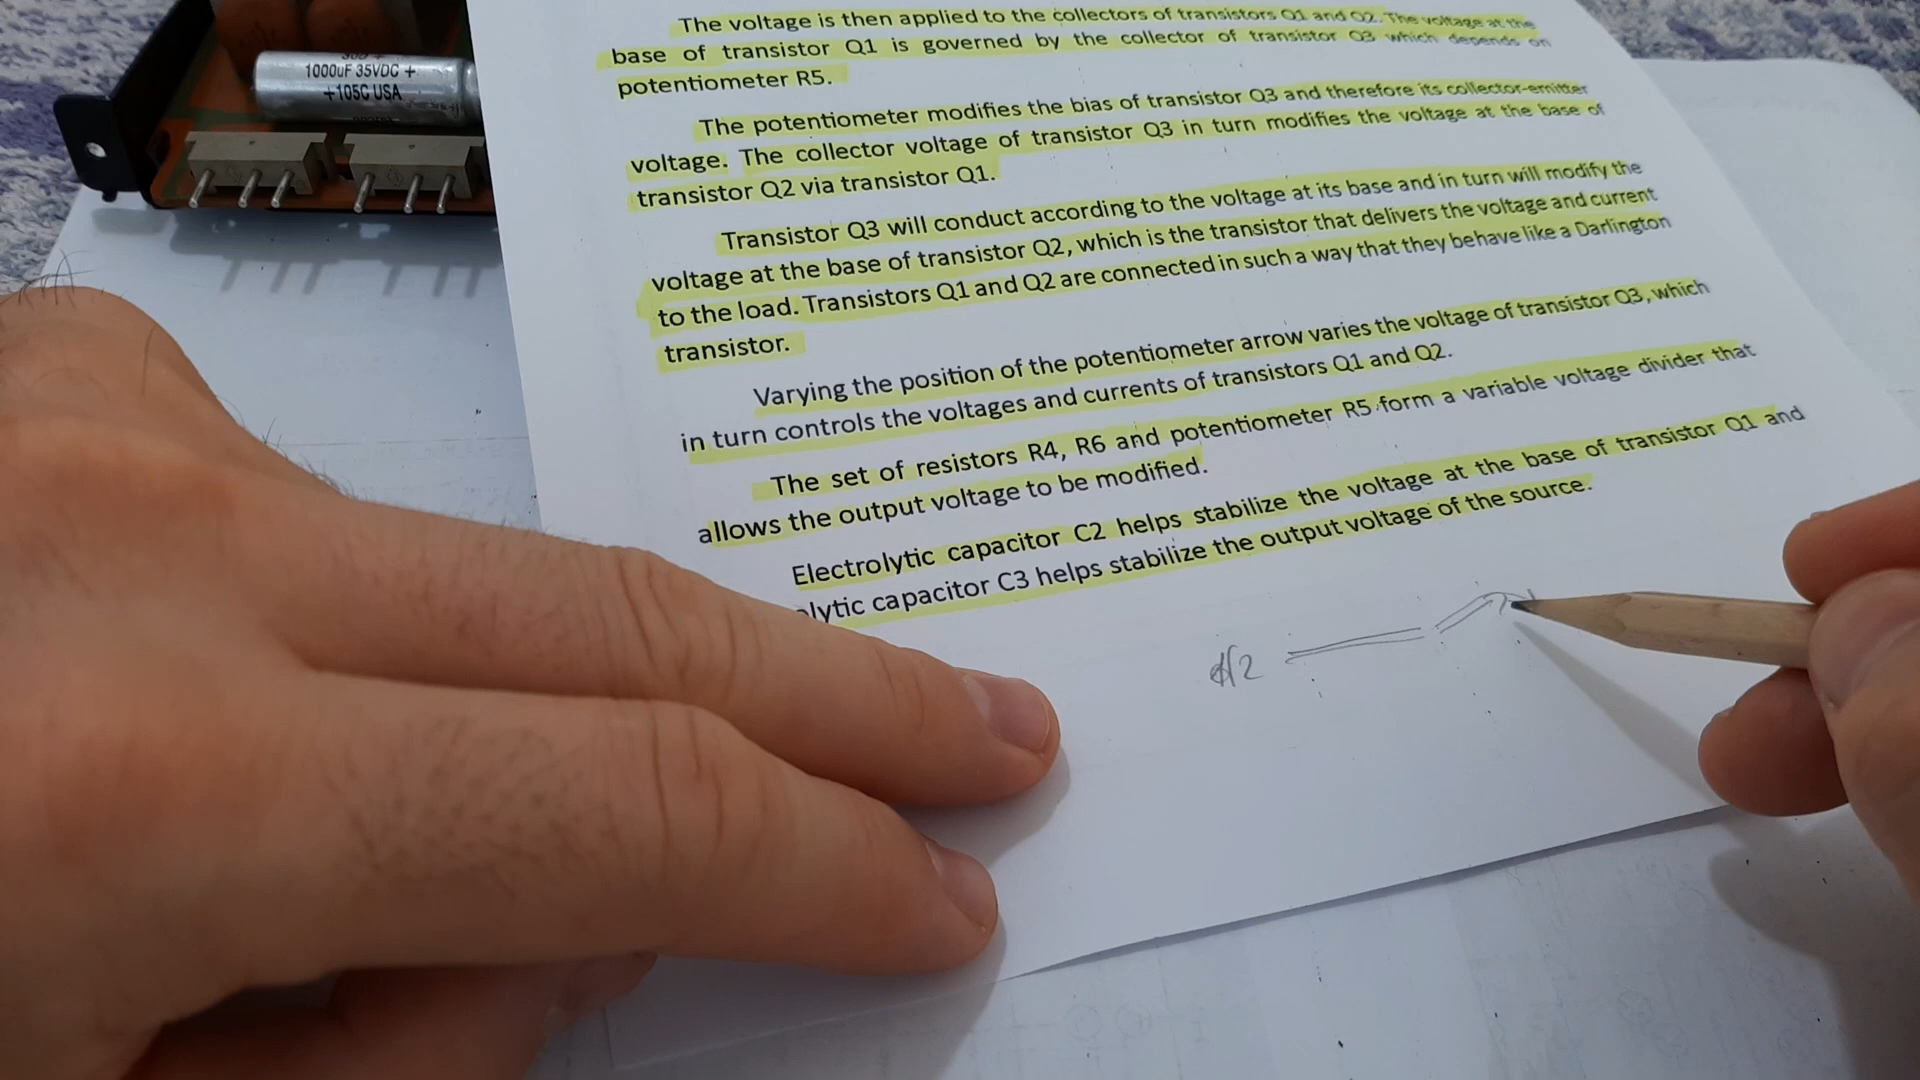 1000uF 35VDC +
+105C USA
The voltage is then applied to the collectors of transistors Q1 and Q2. The voltage at the
base of transistor Q1 is governed by the collector of transistor Q3 which depends on
potentiometer R5.
The potentiometer modifies the bias of transistor Q3 and therefore its collector-emitter
voltage. The collector voltage of transistor Q3 in turn modifies the voltage at the base of
transistor Q2 via transistor Q1.
Transistor Q3 will conduct according to the voltage at its base and in turn will modify the
voltage at the base of transistor Q2, which is the transistor that delivers the voltage and current
to the load. Transistors Q1 and Q2 are connected in such a way that they behave like a Darlington
transistor.
Varying the position of the potentiometer arrow varies the voltage of transistor Q3, which
in turn controls the voltages and currents of transistors Q1 and Q2.
The set of resistors R4, R6 and potentiometer R5 form a variable voltage divider that
allows the output voltage to be modified.
Electrolytic capacitor C2 helps stabilize the voltage at the base of transistor Q1 and
lytic capacitor C3 helps stabilize the output voltage of the source.